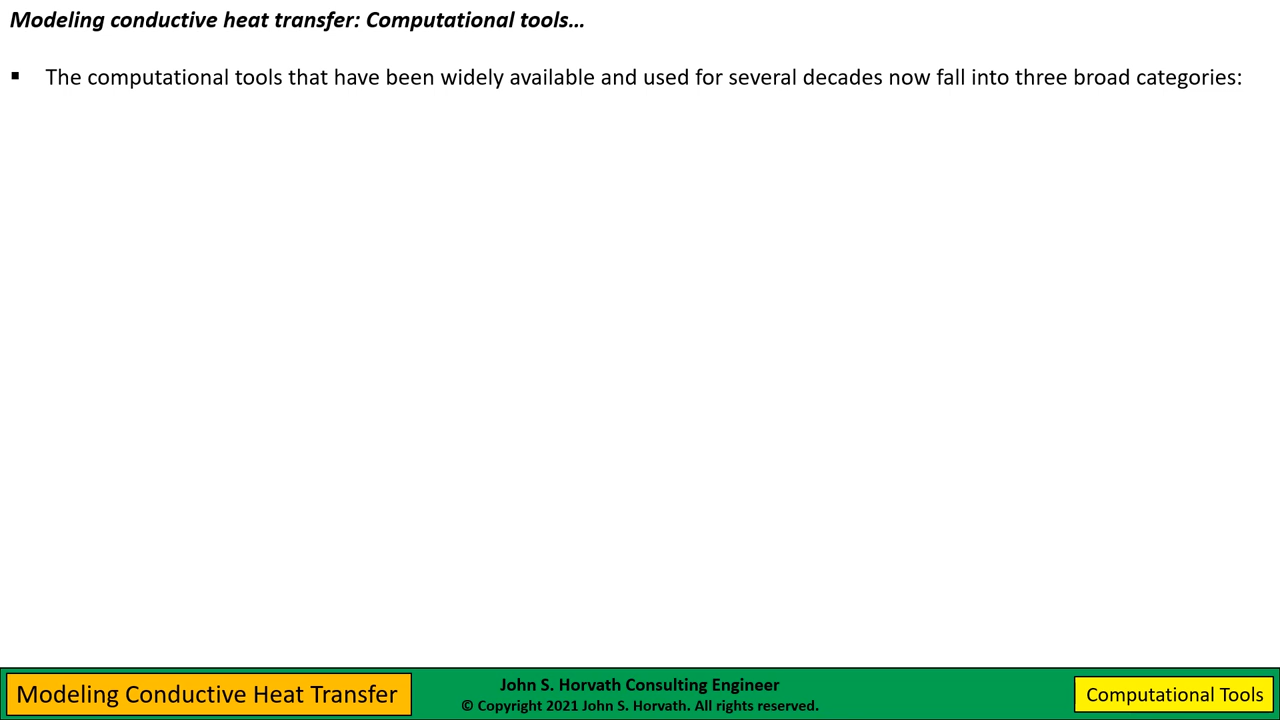 Modeling conductive heat transfer: Computational tools…
▪ The computational tools that have been widely available and used for several decades now fall into three broad categories:
Modeling Conductive Heat Transfer
John S. Horvath Consulting Engineer
© Copyright 2021 John S. Horvath. All rights reserved.
Computational Tools